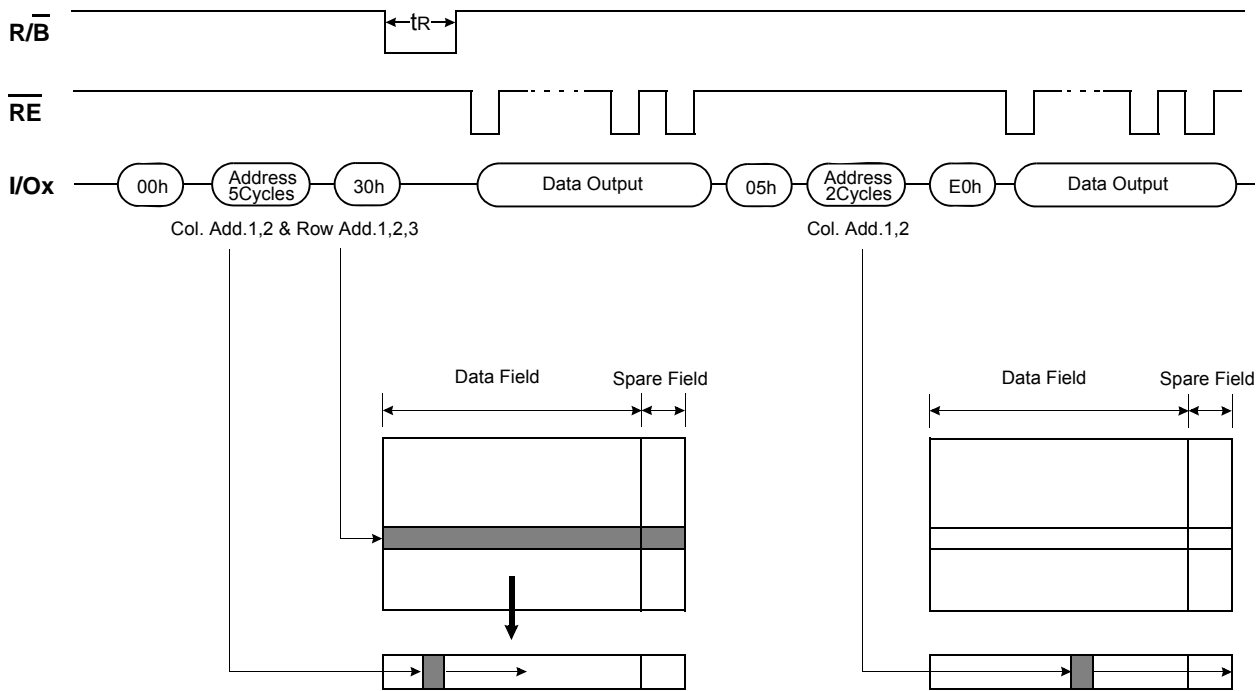 R/B̅
tR
R̅E̅
I/Ox
00h
Address
5Cycles
30h
Data Output
05h
Address
2Cycles
E0h
Data Output
Col. Add.1,2 & Row Add.1,2,3
Col. Add.1,2
Data Field
Spare Field
Data Field
Spare Field